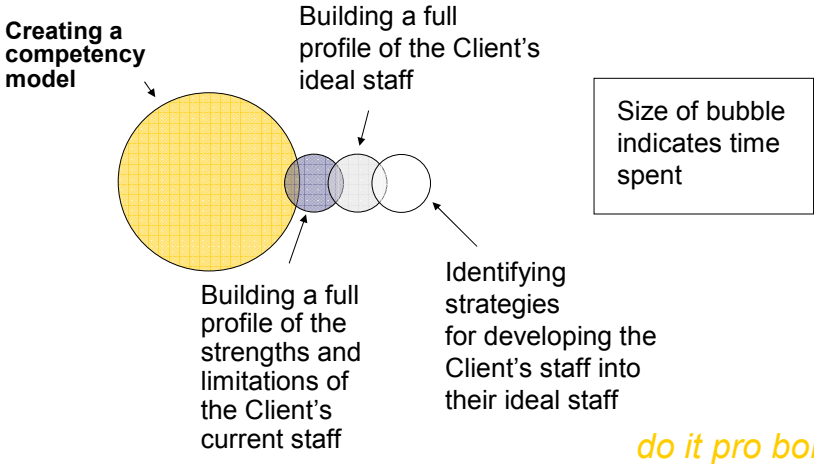 Creating a
competency
model
Building a full
profile of the Client's
ideal staff
Size of bubble
indicates time
spent
Building a full
profile of the
strengths and
limitations of
the Client's
current staff
Identifying
strategies
for developing the
Client's staff into
their ideal staff
do it pro